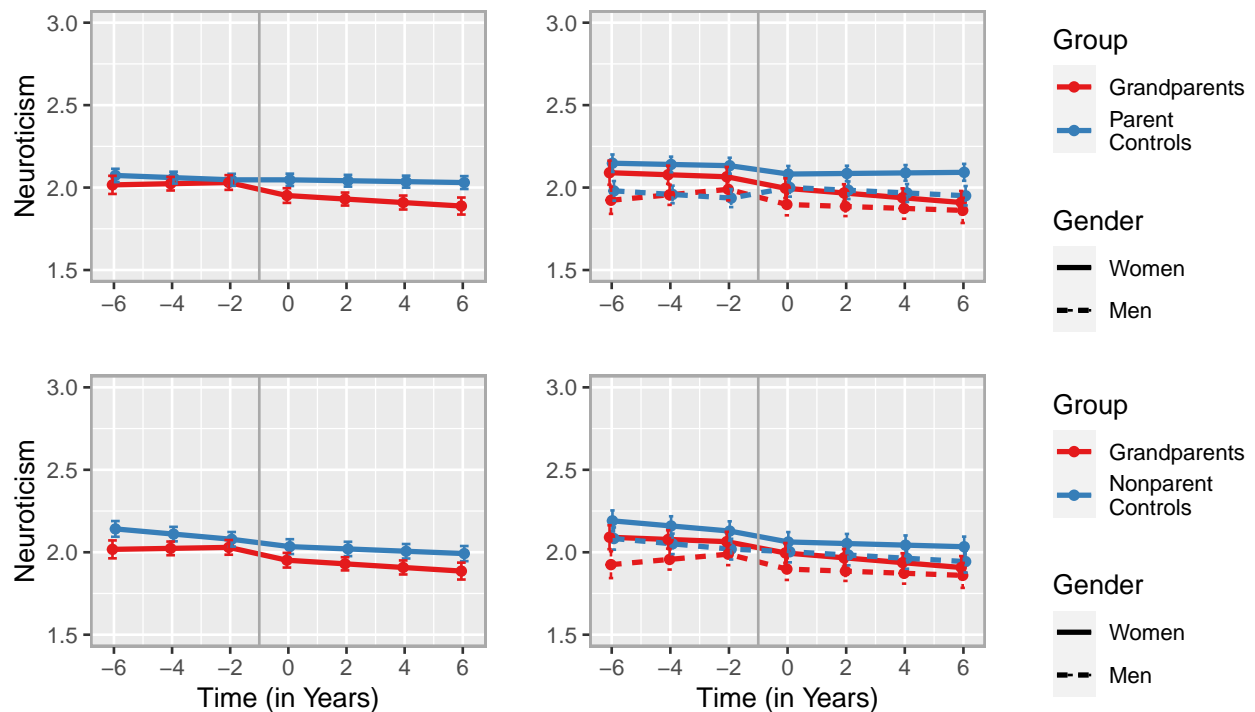 3.0
2.5
2.0
1.5
Neuroticism
−6 −4 −2 0 2 4 6
3.0
2.5
2.0
1.5
−6 −4 −2 0 2 4 6
Group
Grandparents
Parent
Controls
Gender
Women
Men
3.0
2.5
2.0
1.5
Neuroticism
−6 −4 −2 0 2 4 6
Time (in Years)
3.0
2.5
2.0
1.5
−6 −4 −2 0 2 4 6
Time (in Years)
Group
Grandparents
Nonparent
Controls
Gender
Women
Men